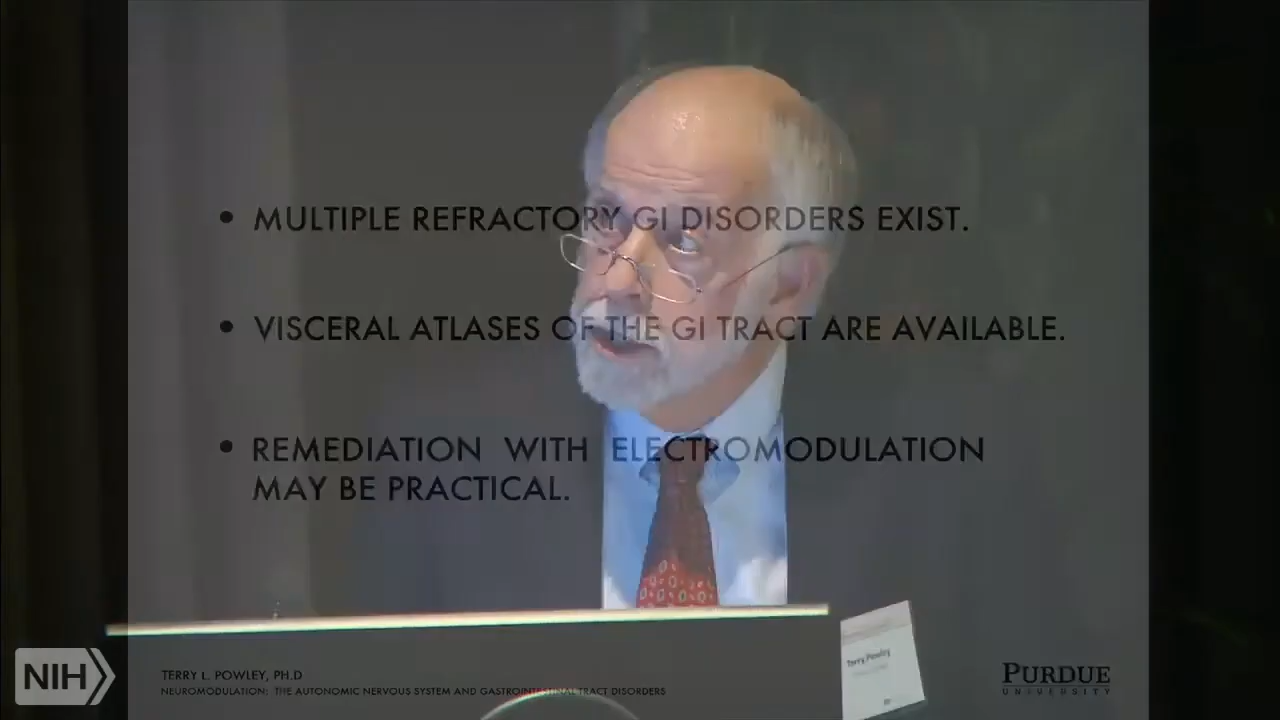 • MULTIPLE REFRACTORY GI DISORDERS EXIST.
• VISCERAL ATLASES OF THE GI TRACT ARE AVAILABLE.
• REMEDIATION WITH ELECTROMODULATION
MAY BE PRACTICAL.
Terry Powley
NIH
TERRY L. POWLEY, PH.D
NEUROMODULATION: THE AUTONOMIC NERVOUS SYSTEM AND GASTROINTESTINAL TRACT DISORDERS
PURDUE
UNIVERSITY